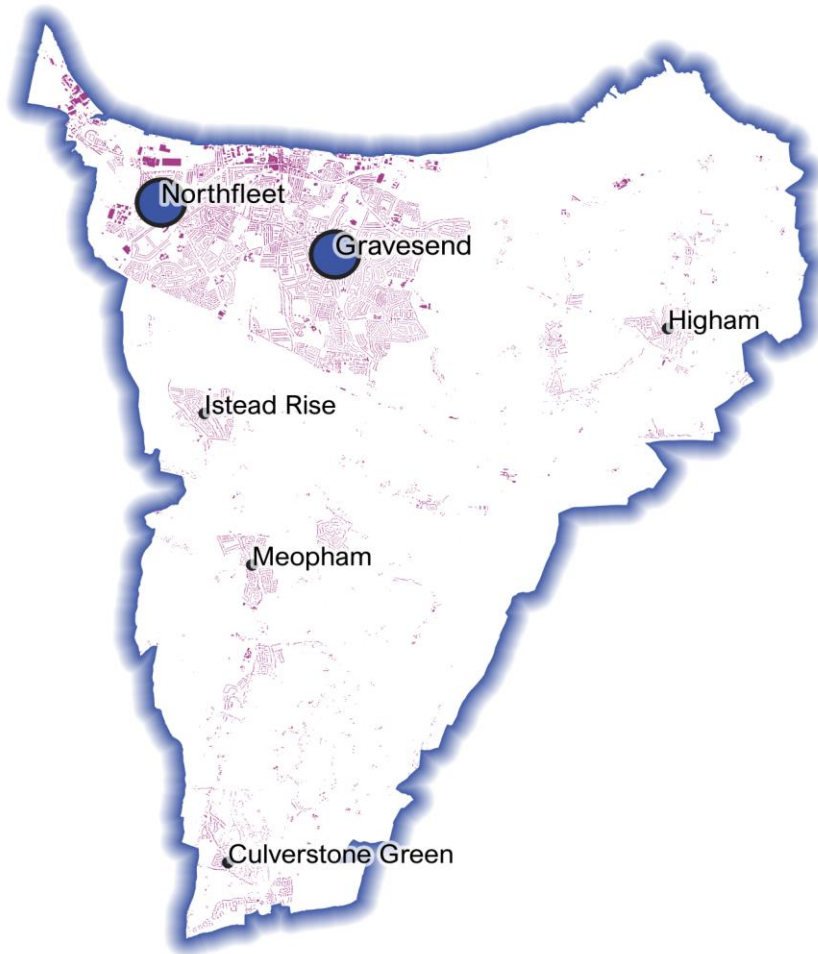 Northfleet
Gravesend
Higham
Istead Rise
Meopham
Culverstone Green